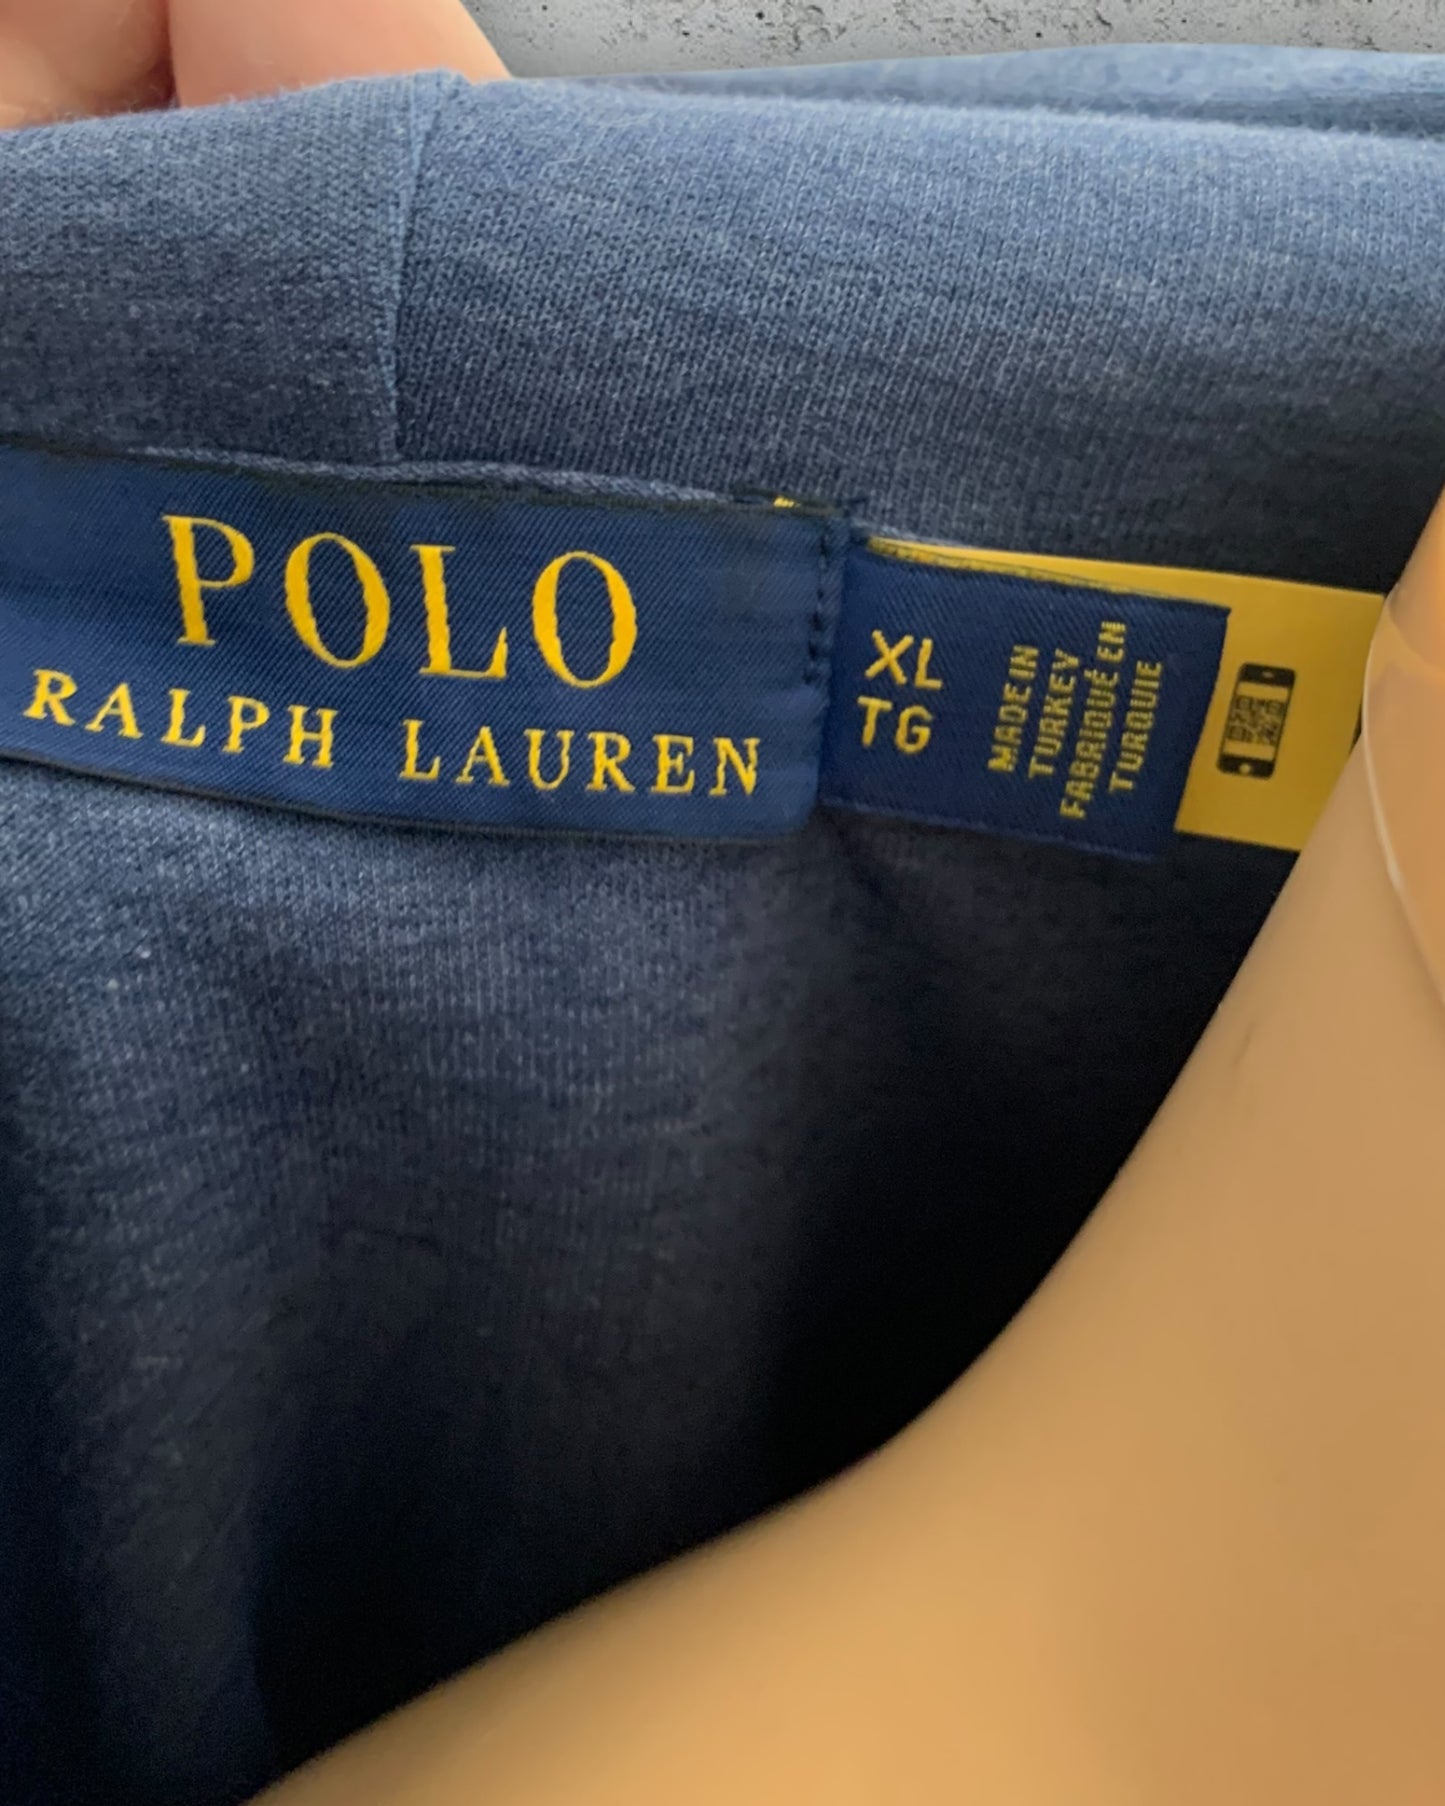 POLO
RALPH LAUREN
XL
TG
MADE IN
TURKEY
FABRIQUÉ EN
TURQUIE